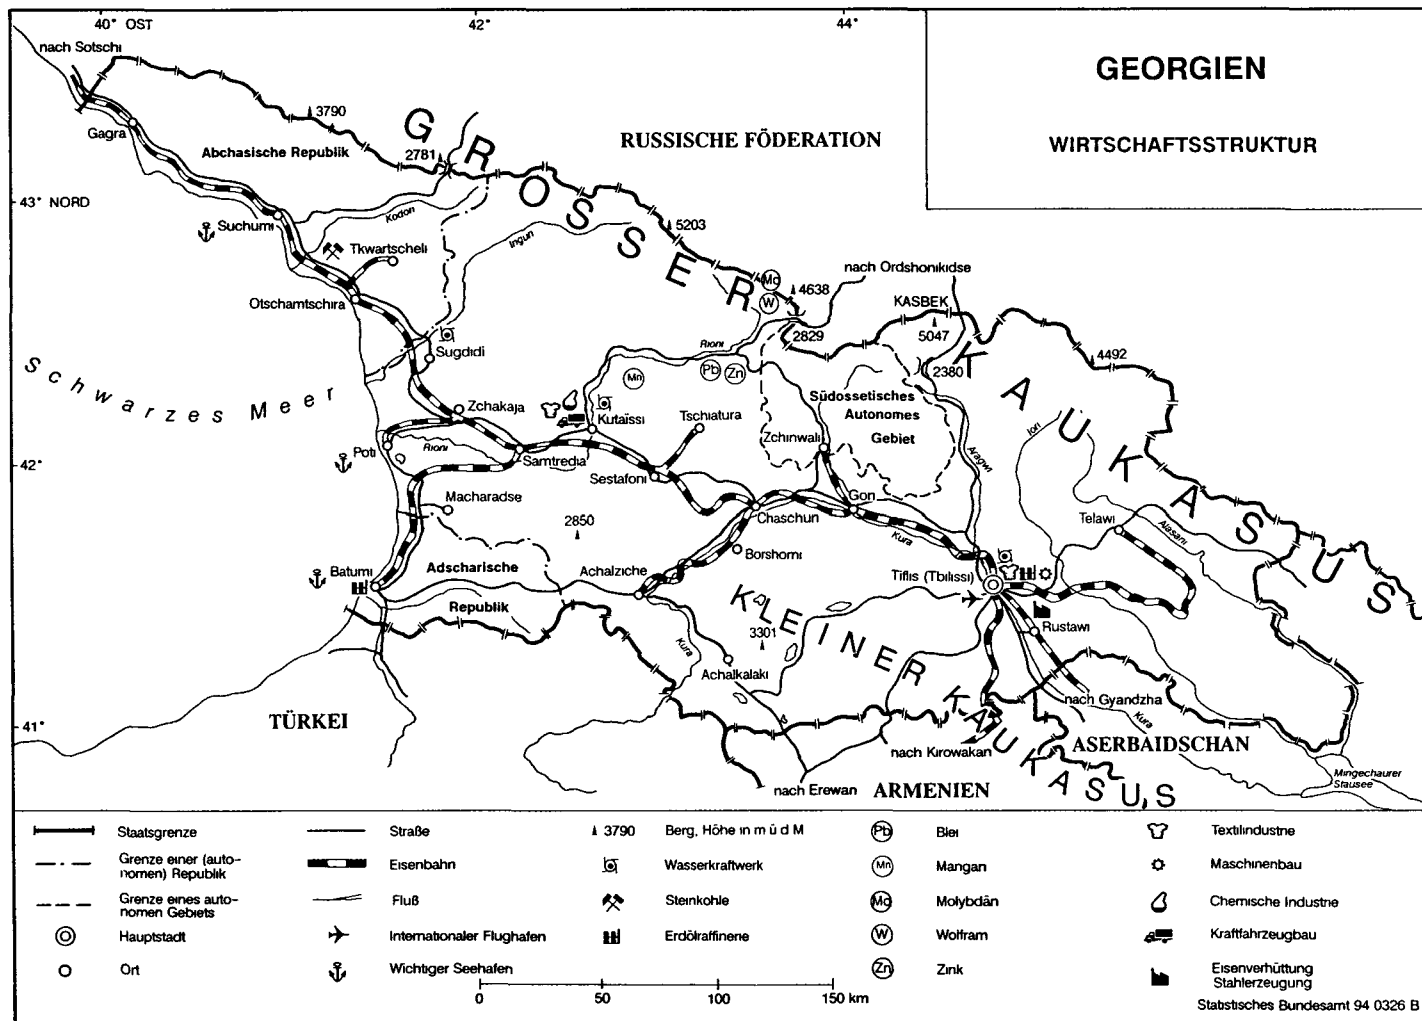 40° OST
42°
44°
GEORGIEN
WIRTSCHAFTSSTRUKTUR
nach Sotschi
3790
GROSSER KAUKASUS
RUSSISCHE FÖDERATION
Gagra
Abchasische Republik
2781
43° NORD
Kodori
5203
Suchumi
Tkwartscheli
Inguri
nach Ordshonikidse
Mo
4638
W
KASBEK
5047
Otschamtschira
2829
Rioni
4492
Sugdidi
2380
Mn
Pb
Zn
Schwarzes Meer
Südossetisches
Autonomes
Gebiet
Zchakaja
Kutaissi
Tschiatura
Zchinwali
Iori
Aragwi
Poti
Rioni
Samtredia
42°
Sestafoni
Gori
Macharadse
Chaschuri
Telawi
Alasani
2850
Kura
Borshomi
Batumi
Adscharische
Republik
Achalziche
Tiflis (Tbilissi)
KLEINER KAUKASUS
3301
Rustawi
Kura
Achalkalaki
nach Gyandzha
TÜRKEI
Kura
41°
nach Kirowakan
ASERBAIDSCHAN
Mingechaurer
Stausee
nach Erewan
ARMENIEN
Staatsgrenze
Grenze einer (auto-
nomen) Republik
Grenze eines auto-
nomen Gebiets
Hauptstadt
Ort
Straße
Eisenbahn
Fluß
Internationaler Flughafen
Wichtiger Seehafen
3790 Berg, Höhe in m ü d M
Wasserkraftwerk
Steinkohle
Erdölraffinerie
0 50 100 150 km
Pb Blei
Mn Mangan
Mo Molybdän
W Wolfram
Zn Zink
Textilindustrie
Maschinenbau
Chemische Industrie
Kraftfahrzeugbau
Eisenverhüttung
Stahlerzeugung
Statistisches Bundesamt 94 0326 B